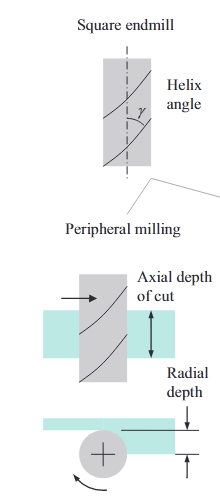 Square endmill
Helix
angle
γ
Peripheral milling
Axial depth
of cut
Radial
depth